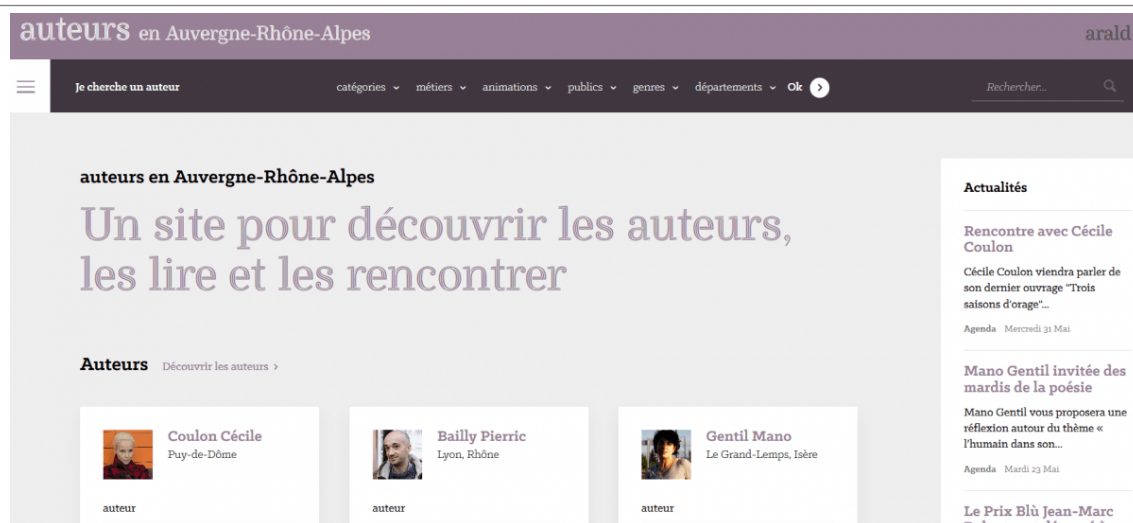 auteurs en Auvergne-Rhône-Alpes
arald
Je cherche un auteur
catégories
métiers
animations
publics
genres
départements
Ok
Rechercher...
auteurs en Auvergne-Rhône-Alpes
Un site pour découvrir les auteurs,
les lire et les rencontrer
Auteurs Découvrir les auteurs >
Coulon Cécile
Puy-de-Dôme
auteur
Bailly Pierric
Lyon, Rhône
auteur
Gentil Mano
Le Grand-Lemps, Isère
auteur
Actualités
Rencontre avec Cécile
Coulon
Cécile Coulon viendra parler de
son dernier ouvrage "Trois
saisons d'orage"...
Agenda Mercredi 31 Mai
Mano Gentil invitée des
mardis de la poésie
Mano Gentil vous proposera une
réflexion autour du thème «
l'humain dans son...
Agenda Mardi 23 Mai
Le Prix Blù Jean-Marc